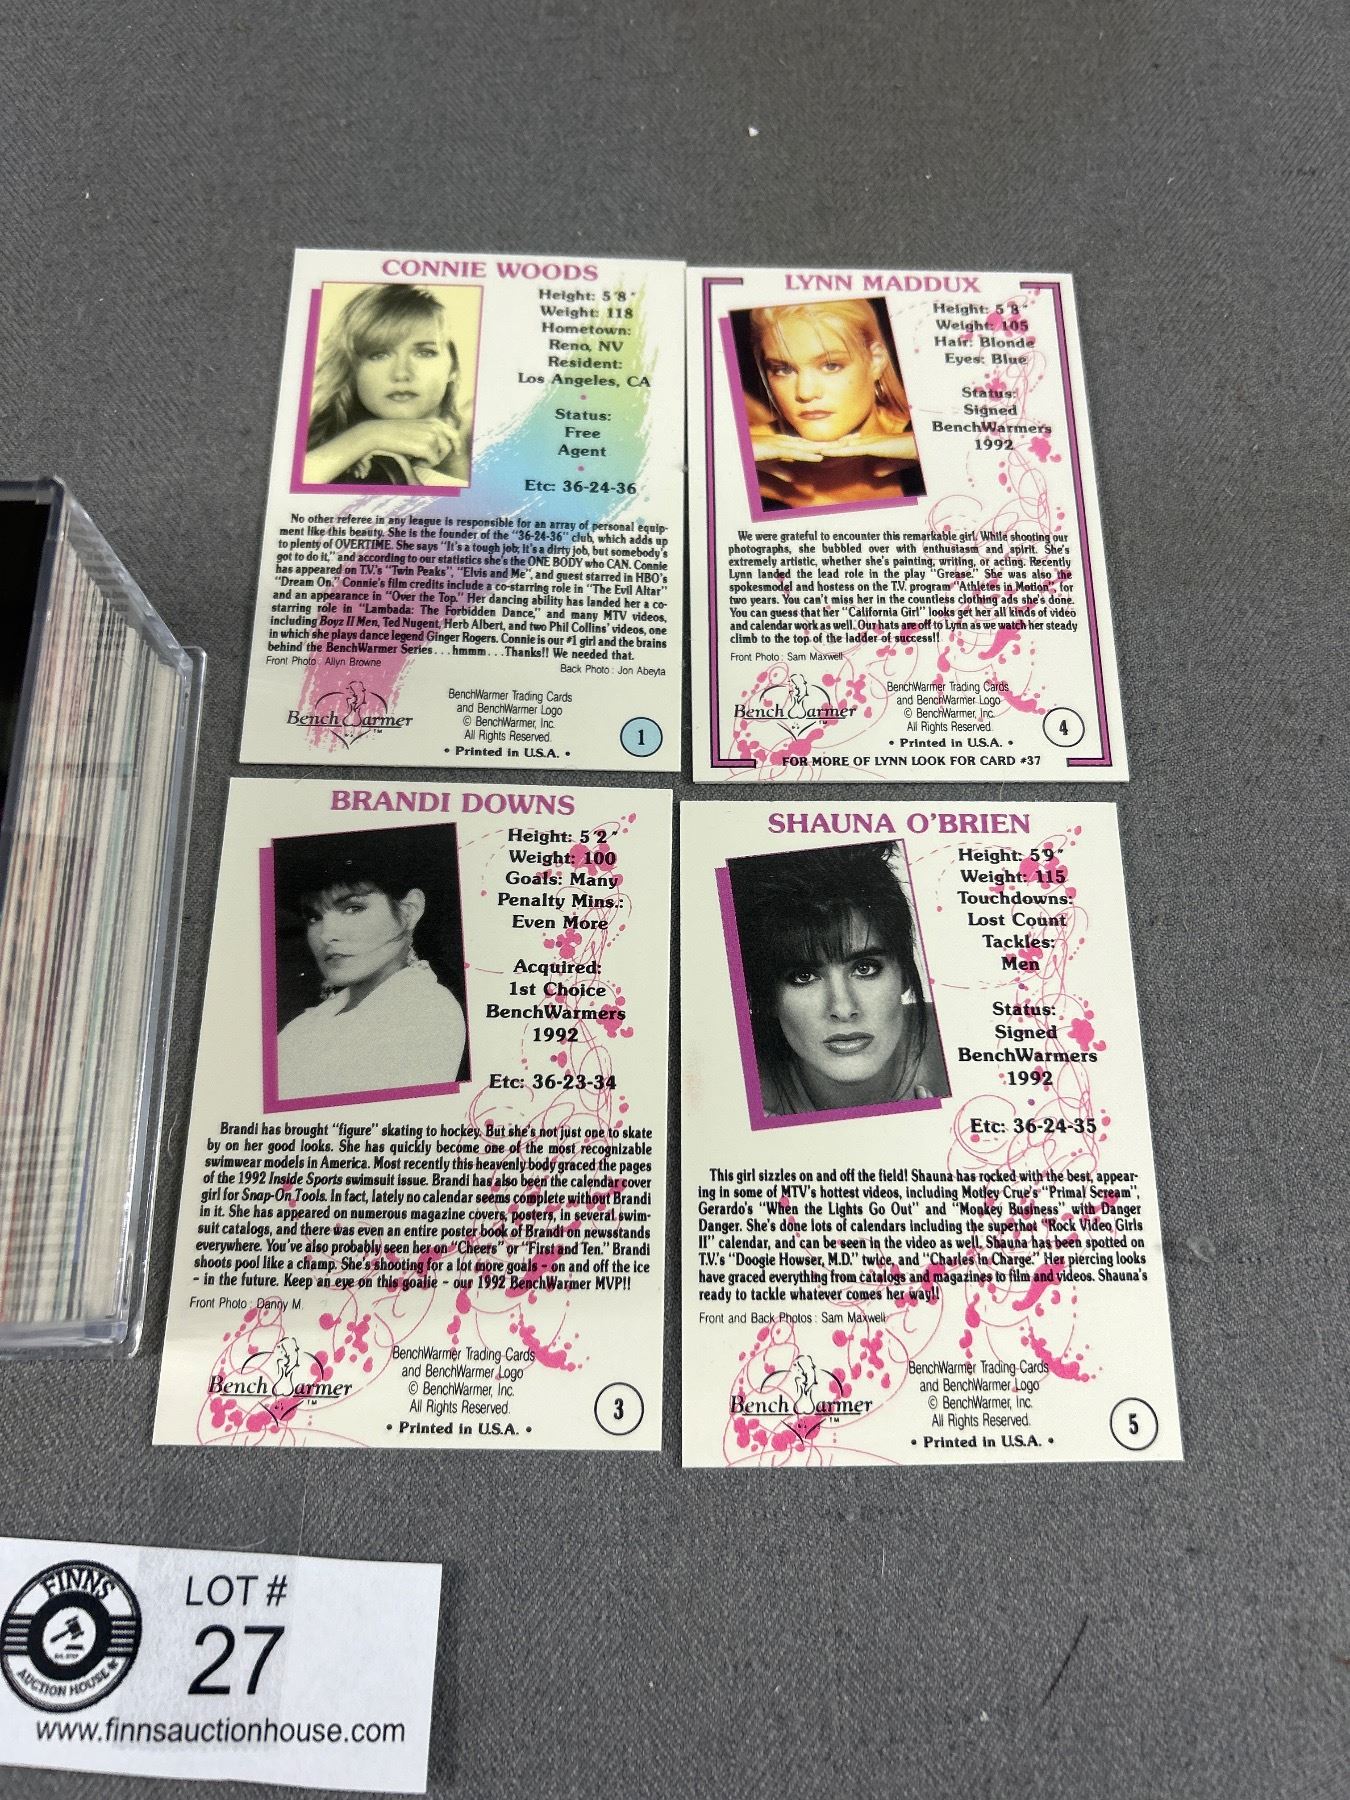 CONNIE WOODS
Height: 5'8"
Weight: 118
Hometown:
Reno, NV
Resident:
Los Angeles, CA
Status:
Free
Agent
Etc: 36-24-36
No other referee in any league is responsible for an array of personal equip-
ment like this beauty. She is the founder of the "36-24-36" club, which adds up
to plenty of OVERTIME. She says "It's a tough job, it's a dirty job, but somebody's
got to do it," and according to our statistics she's the ONE BODY who CAN. Connie
has appeared on T.V.'s "Twin Peaks", "Elvis and Me", and guest starred in HBO's
"Dream On." Connie's film credits include a co-starring role in "The Evil Altar"
and an appearance in "Over the Top." Her dancing ability has landed her a co-
starring role in "Lambada: The Forbidden Dance," and many MTV videos,
including Boyz II Men, Ted Nugent, Herb Albert, and two Phil Collins' videos, one
in which she plays dance legend Ginger Rogers. Connie is our #1 girl and the brains
behind the BenchWarmer Series . . . hmmm . . . Thanks!! We needed that.
Front Photo : Allyn Browne
Back Photo : Jon Abeyta
BenchWarmer Trading Cards
and BenchWarmer Logo
© BenchWarmer, Inc.
All Rights Reserved.
• Printed in U.S.A. •
BenchWarmer™
1
LYNN MADDUX
Height: 5'8"
Weight: 105
Hair: Blonde
Eyes: Blue
Status:
Signed
BenchWarmers
1992
We were grateful to encounter this remarkable girl. While shooting our
photographs, she bubbled over with enthusiasm and spirit. She's
extremely artistic, whether she's painting, writing, or acting. Recently
Lynn landed the lead role in the play "Grease." She was also the
spokesmodel and hostess on the T.V. program "Athletes in Motion", for
two years. You can't miss her in the countless clothing ads she's done.
You can guess that her "California Girl" looks get her all kinds of video
and calendar work as well. Our hats are off to Lynn as we watch her steady
climb to the top of the ladder of success!!
Front Photo : Sam Maxwell
BenchWarmer Trading Cards
and BenchWarmer Logo
© BenchWarmer, Inc.
All Rights Reserved.
• Printed in U.S.A. •
BenchWarmer™
4
FOR MORE OF LYNN LOOK FOR CARD #37
BRANDI DOWNS
Height: 5'2"
Weight: 100
Goals: Many
Penalty Mins.:
Even More
Acquired:
1st Choice
BenchWarmers
1992
Etc: 36-23-34
Brandi has brought "figure" skating to hockey. But she's not just one to skate
by on her good looks. She has quickly become one of the most recognizable
swimwear models in America. Most recently this heavenly body graced the pages
of the 1992 Inside Sports swimsuit issue. Brandi has also been the calendar cover
girl for Snap-On Tools. In fact, lately no calendar seems complete without Brandi
in it. She has appeared on numerous magazine covers, posters, in several swim-
suit catalogs, and there was even an entire poster book of Brandi on newsstands
everywhere. You've also probably seen her on "Cheers" or "First and Ten." Brandi
shoots pool like a champ. She's shooting for a lot more goals – on and off the ice
– in the future. Keep an eye on this goalie – our 1992 BenchWarmer MVP!!
Front Photo : Danny M.
BenchWarmer Trading Cards
and BenchWarmer Logo
© BenchWarmer, Inc.
All Rights Reserved.
• Printed in U.S.A. •
BenchWarmer™
3
SHAUNA O'BRIEN
Height: 5'9"
Weight: 115
Touchdowns:
Lost Count
Tackles:
Men
Status:
Signed
BenchWarmers
1992
Etc: 36-24-35
This girl sizzles on and off the field! Shauna has rocked with the best, appear-
ing in some of MTV's hottest videos, including Motley Crue's "Primal Scream",
Gerardo's "When the Lights Go Out" and "Monkey Business" with Danger
Danger. She's done lots of calendars including the superhot "Rock Video Girls
II" calendar, and can be seen in the video as well. Shauna has been spotted on
T.V.'s "Doogie Howser, M.D." twice, and "Charles in Charge." Her piercing looks
have graced everything from catalogs and magazines to film and videos. Shauna's
ready to tackle whatever comes her way!!
Front and Back Photos : Sam Maxwell
BenchWarmer Trading Cards
and BenchWarmer Logo
© BenchWarmer, Inc.
All Rights Reserved.
• Printed in U.S.A. •
BenchWarmer™
5
FINNS
AUCTION HOUSE
LOT #
27
www.finnsauctionhouse.com